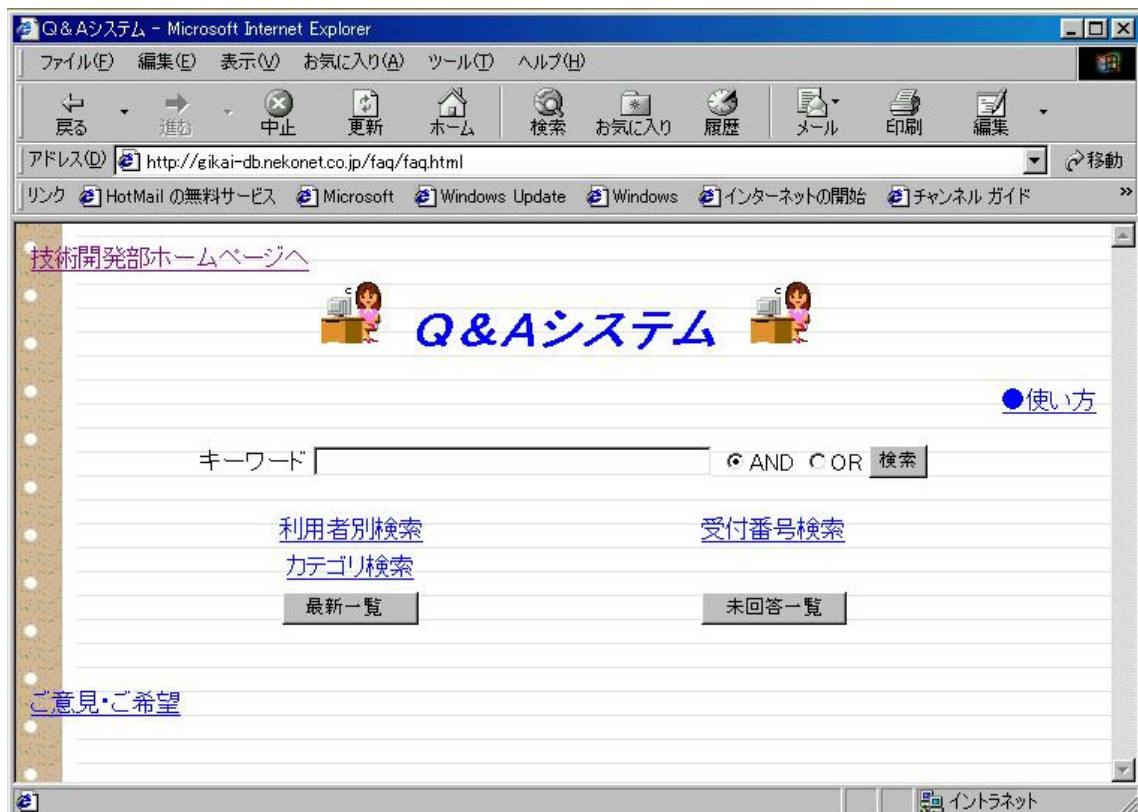 Q&Aシステム - Microsoft Internet Explorer
ファイル(F) 編集(E) 表示(V) お気に入り(A) ツール(T) ヘルプ(H)
戻る 進む 中止 更新 ホーム 検索 お気に入り 履歴 メール 印刷 編集
アドレス(D) http://gikai-db.nekonet.co.jp/faq/faq.html 移動
リンク HotMail の無料サービス Microsoft Windows Update Windows インターネットの開始 チャンネル ガイド »
技術開発部ホームページへ
Q&Aシステム
●使い方
キーワード AND OR 検索
利用者別検索 受付番号検索
カテゴリ検索
最新一覧 未回答一覧
ご意見・ご希望
イントラネット